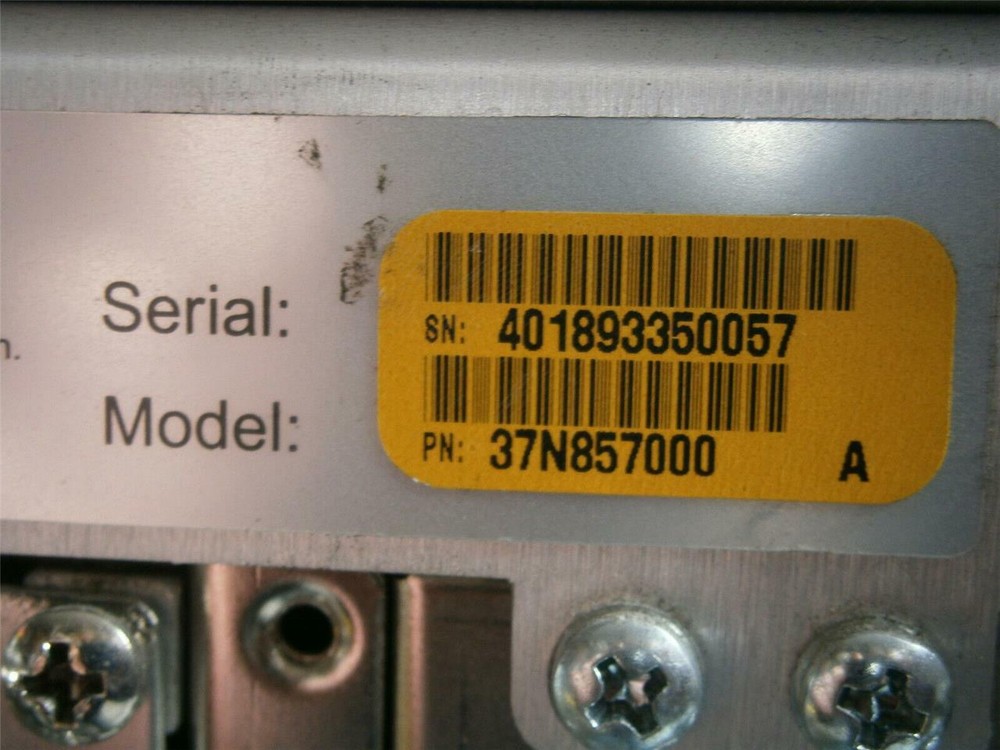 Serial:
SN: 401893350057
n.
Model:
PN: 37N857000 A